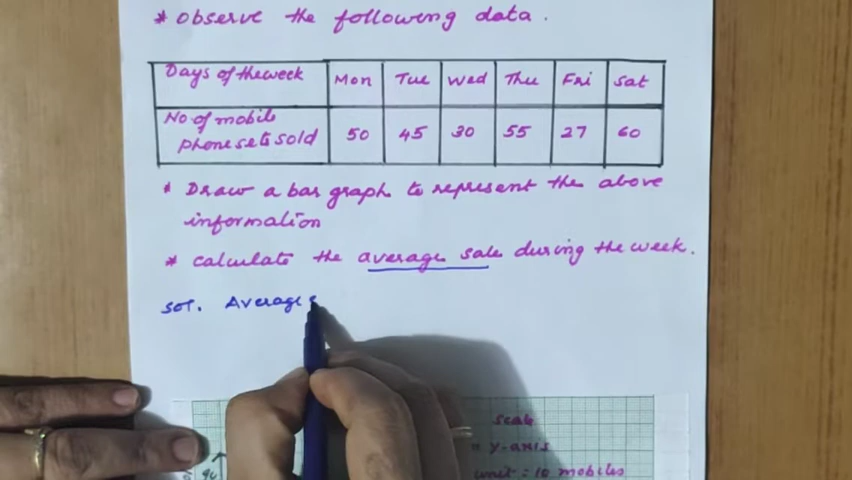 * Observe the following data.
Days of the week Mon Tue Wed Thu Fri Sat
No of mobile
phone sets sold 50 45 30 55 27 60
* Draw a bar graph to represent the above
information
* calculate the average sale during the week.
Sol. Average s
scale
y-axis
unit = 10 mobiles